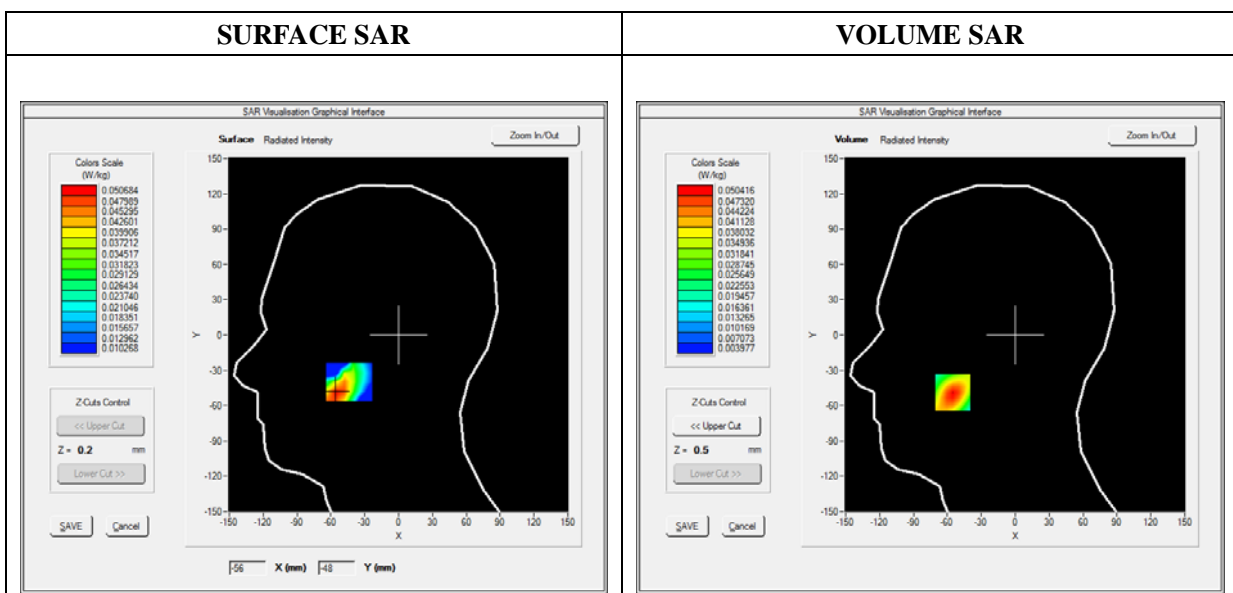 SURFACE SAR
VOLUME SAR
SAR Visualisation Graphical Interface
Surface Radiated Intensity
Zoom In/Out
Colors Scale
(W/kg)
0.050684
0.047989
0.045295
0.042601
0.039906
0.037212
0.034517
0.031823
0.029129
0.026434
0.023740
0.021046
0.018351
0.015657
0.012962
0.010268
Z-Cuts Control
<< Upper Cut
Z = 0.2 mm
Lower Cut >>
SAVE Cancel
150
120
90
60
30
0
-30
-60
-90
-120
-150
Y
-150 -120 -90 -60 -30 0 30 60 90 120 150
X
-56 X (mm) -48 Y (mm)
SAR Visualisation Graphical Interface
Volume Radiated Intensity
Zoom In/Out
Colors Scale
(W/kg)
0.050416
0.047320
0.044224
0.041128
0.038032
0.034936
0.031841
0.028745
0.025649
0.022553
0.019457
0.016361
0.013265
0.010169
0.007073
0.003977
Z-Cuts Control
<< Upper Cut
Z = 0.5 mm
Lower Cut >>
SAVE Cancel
150
120
90
60
30
0
-30
-60
-90
-120
-150
Y
-150 -120 -90 -60 -30 0 30 60 90 120 150
X